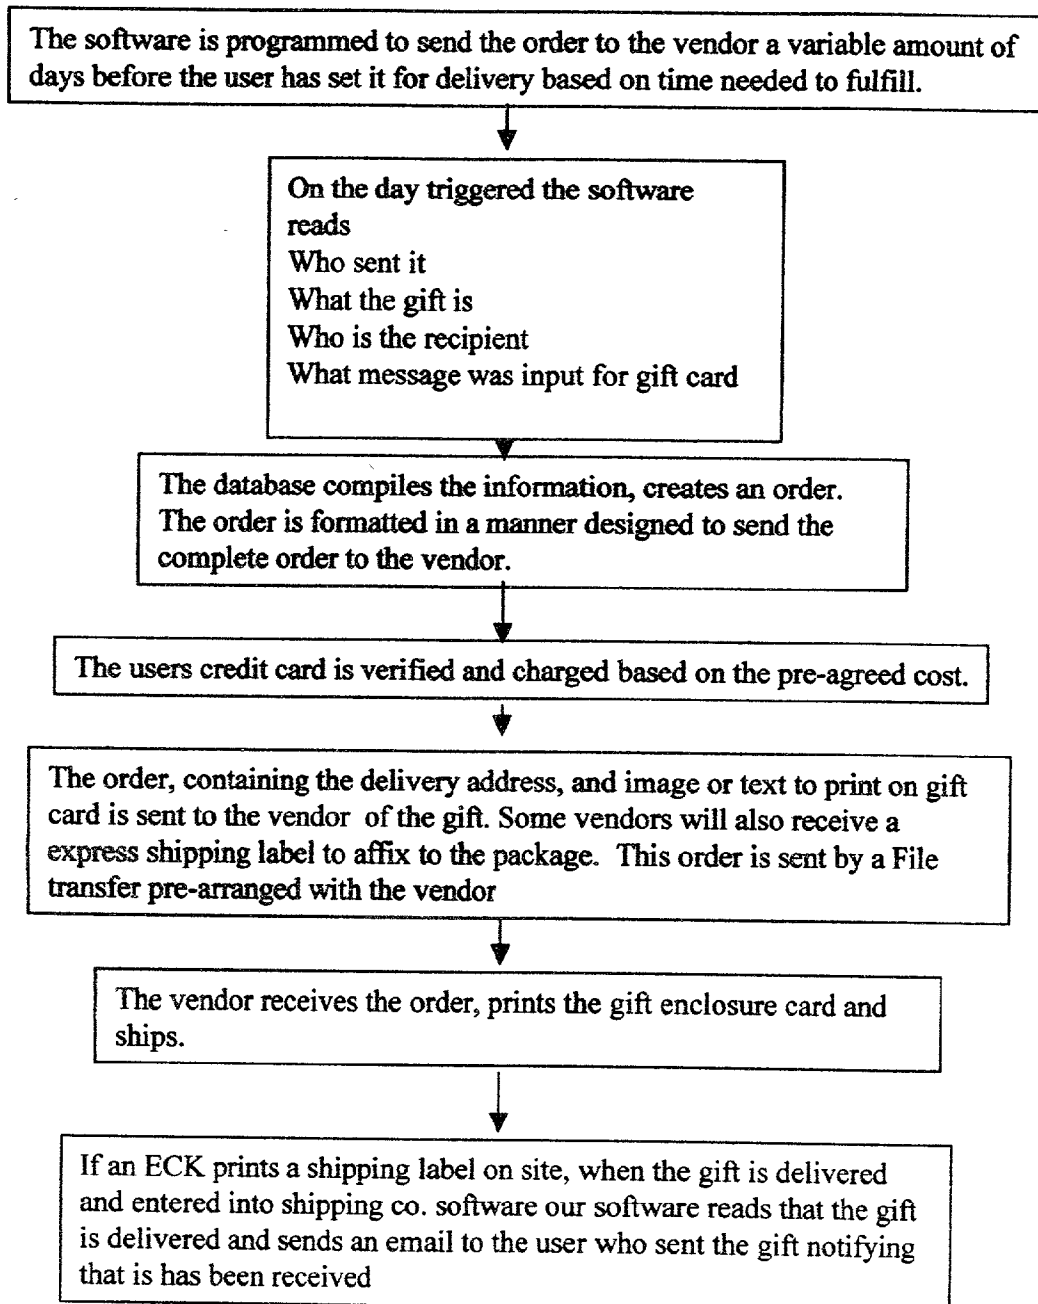 The software is programmed to send the order to the vendor a variable amount of
days before the user has set it for delivery based on time needed to fulfill.
On the day triggered the software
reads
Who sent it
What the gift is
Who is the recipient
What message was input for gift card
The database compiles the information, creates an order.
The order is formatted in a manner designed to send the
complete order to the vendor.
The users credit card is verified and charged based on the pre-agreed cost.
The order, containing the delivery address, and image or text to print on gift
card is sent to the vendor of the gift. Some vendors will also receive a
express shipping label to affix to the package. This order is sent by a File
transfer pre-arranged with the vendor
The vendor receives the order, prints the gift enclosure card and
ships.
If an ECK prints a shipping label on site, when the gift is delivered
and entered into shipping co. software our software reads that the gift
is delivered and sends an email to the user who sent the gift notifying
that is has been received